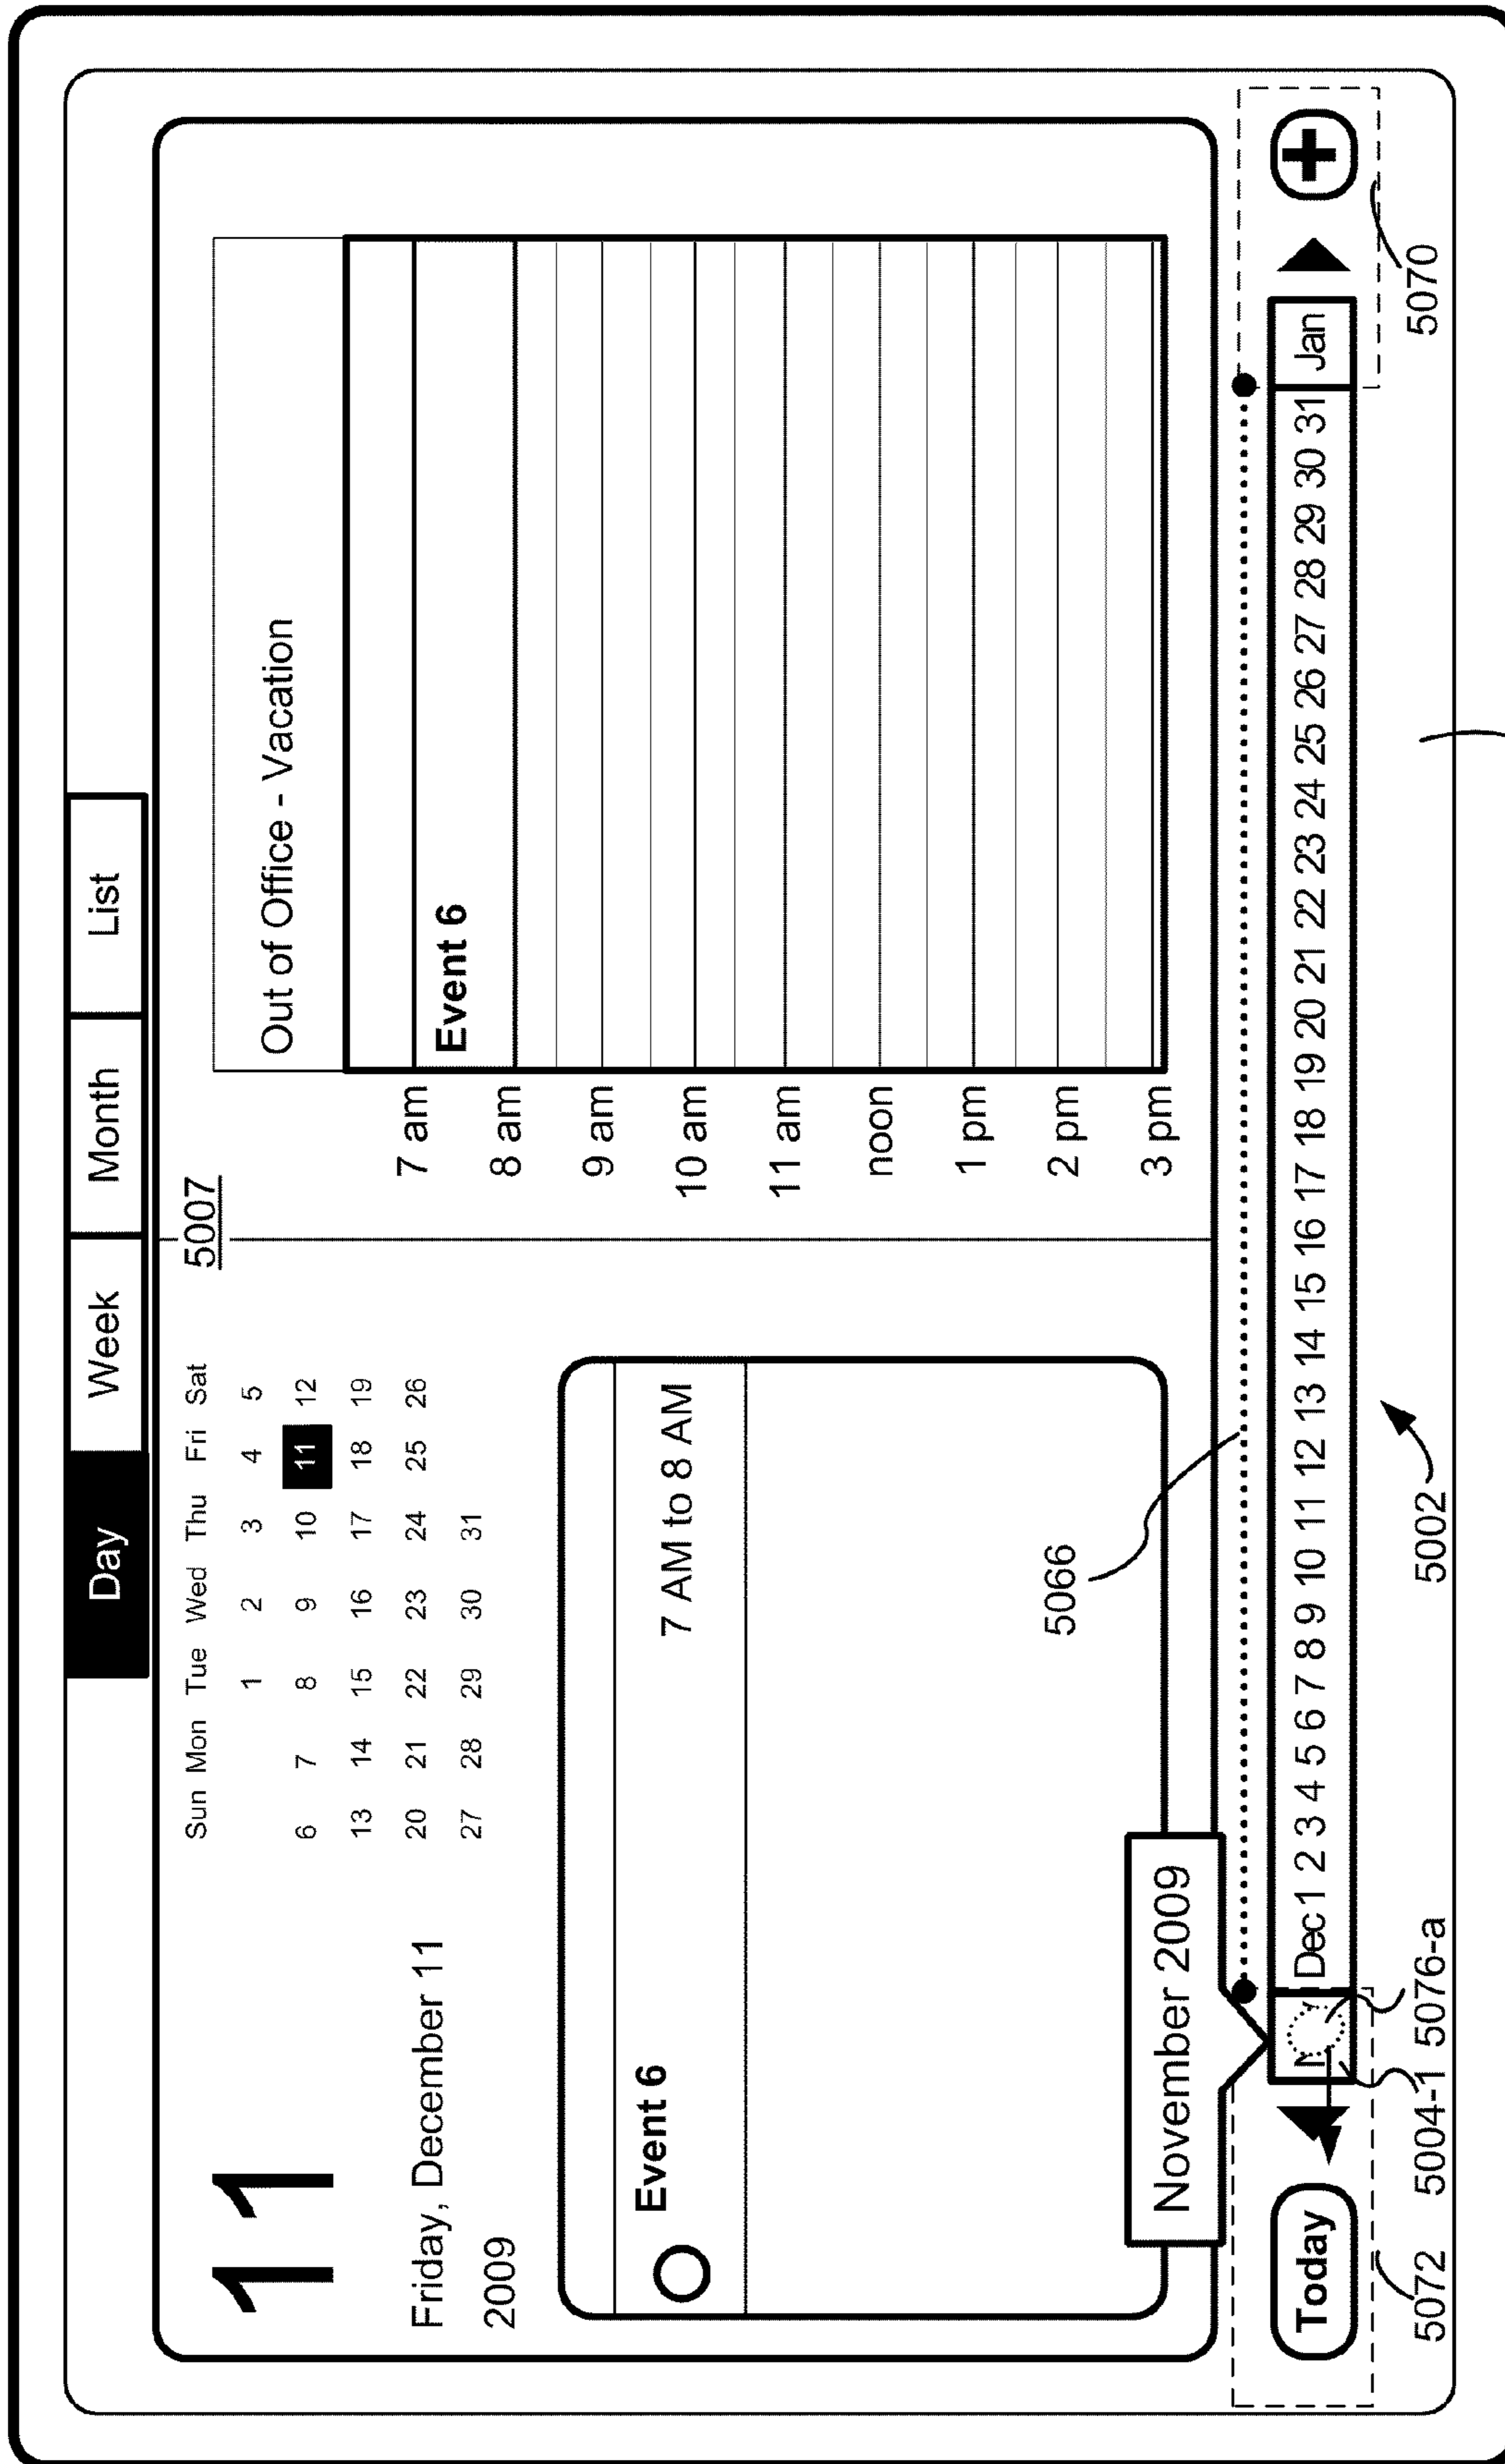 Day Week Month List
5007
11
Friday, December 11
2009
Sun Mon Tue Wed Thu Fri Sat
1 2 3 4 5
6 7 8 9 10 11 12
13 14 15 16 17 18 19
20 21 22 23 24 25 26
27 28 29 30 31
Event 6
7 AM to 8 AM
Out of Office - Vacation
7 am
Event 6
8 am
9 am
10 am
11 am
noon
1 pm
2 pm
3 pm
5066
November 2009
Today
Dec 1 2 3 4 5 6 7 8 9 10 11 12 13 14 15 16 17 18 19 20 21 22 23 24 25 26 27 28 29 30 31 Jan
+
5072 5004-1 5076-a 5002 5070